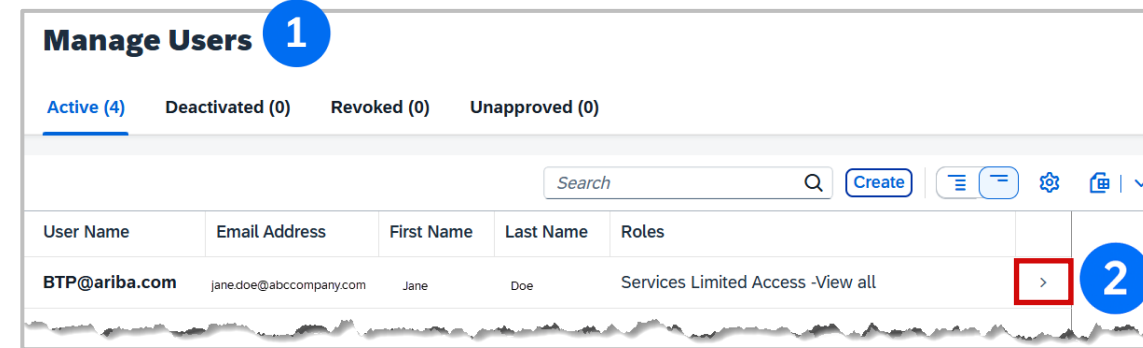 Manage Users 1
Active (4) Deactivated (0) Revoked (0) Unapproved (0)
Search Create
User Name Email Address First Name Last Name Roles
BTP@ariba.com jane.doe@abccompany.com Jane Doe Services Limited Access -View all 2